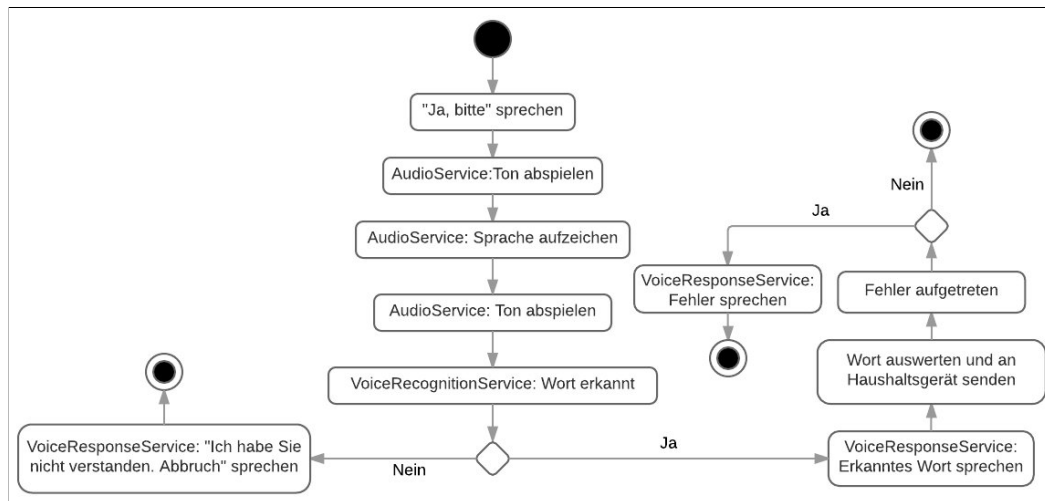 "Ja, bitte" sprechen
AudioService:Ton abspielen
AudioService: Sprache aufzeichen
AudioService: Ton abspielen
VoiceRecognitionService: Wort erkannt
Nein
VoiceResponseService: "Ich habe Sie
nicht verstanden. Abbruch" sprechen
Ja
VoiceResponseService:
Erkanntes Wort sprechen
Wort auswerten und an
Haushaltsgerät senden
Fehler aufgetreten
Nein
Ja
VoiceResponseService:
Fehler sprechen